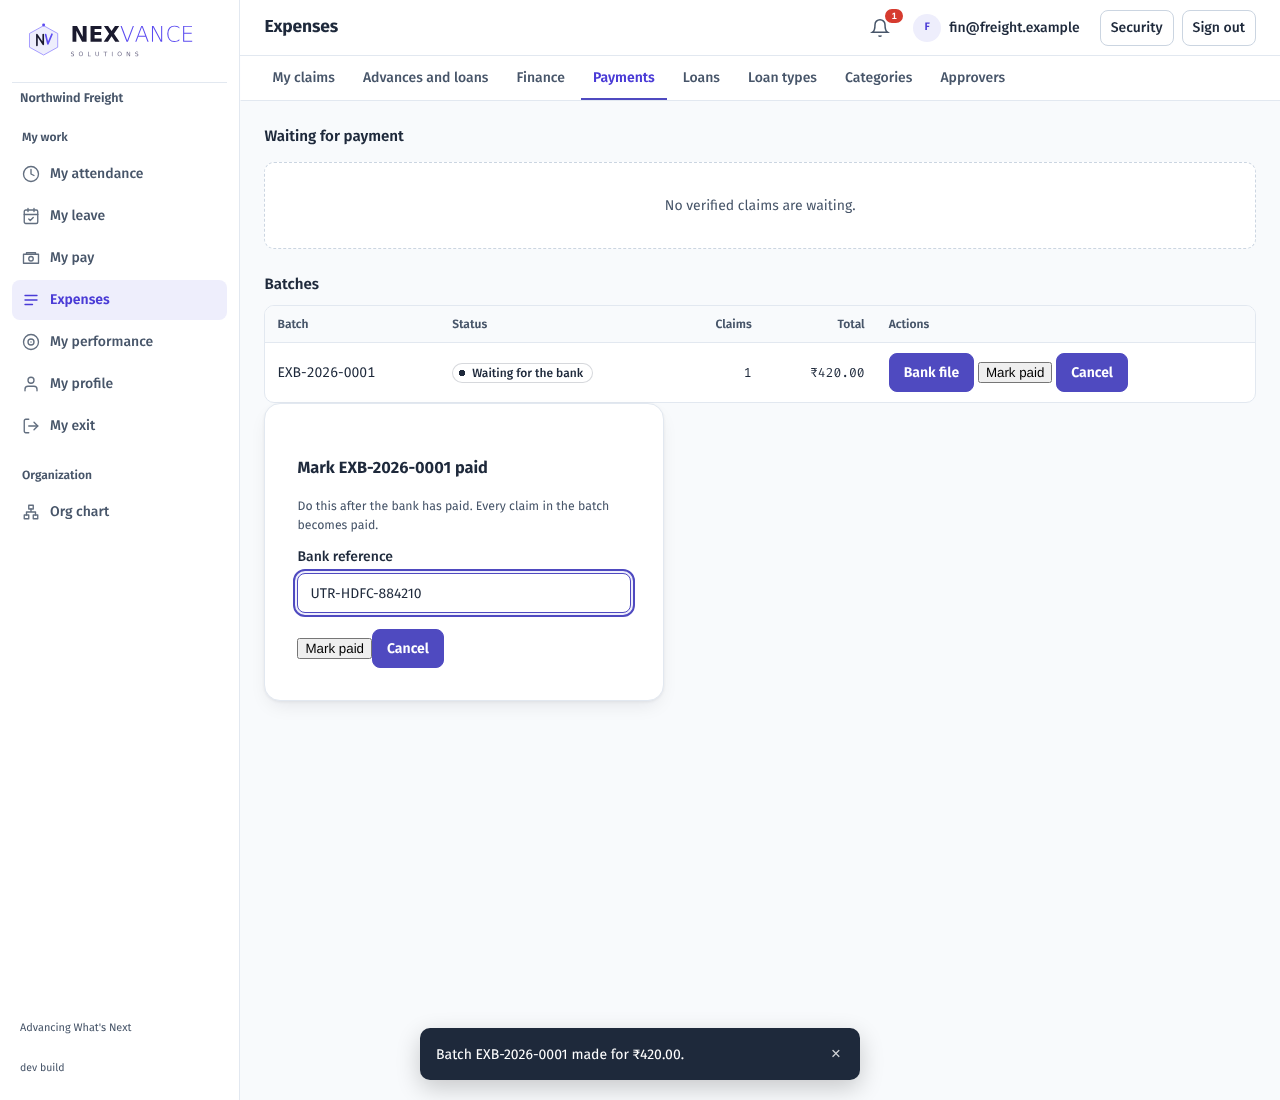 NV NEXVANCE
SOLUTIONS
Northwind Freight
My work
My attendance
My leave
My pay
Expenses
My performance
My profile
My exit
Organization
Org chart
Advancing What's Next
dev build
Expenses
1
F fin@freight.example
Security
Sign out
My claims Advances and loans Finance Payments Loans Loan types Categories Approvers
Waiting for payment
No verified claims are waiting.
Batches
Batch Status Claims Total Actions
EXB-2026-0001 Waiting for the bank 1 ₹420.00 Bank file Mark paid Cancel
Mark EXB-2026-0001 paid
Do this after the bank has paid. Every claim in the batch
becomes paid.
Bank reference
UTR-HDFC-884210
Mark paid Cancel
Batch EXB-2026-0001 made for ₹420.00. ×